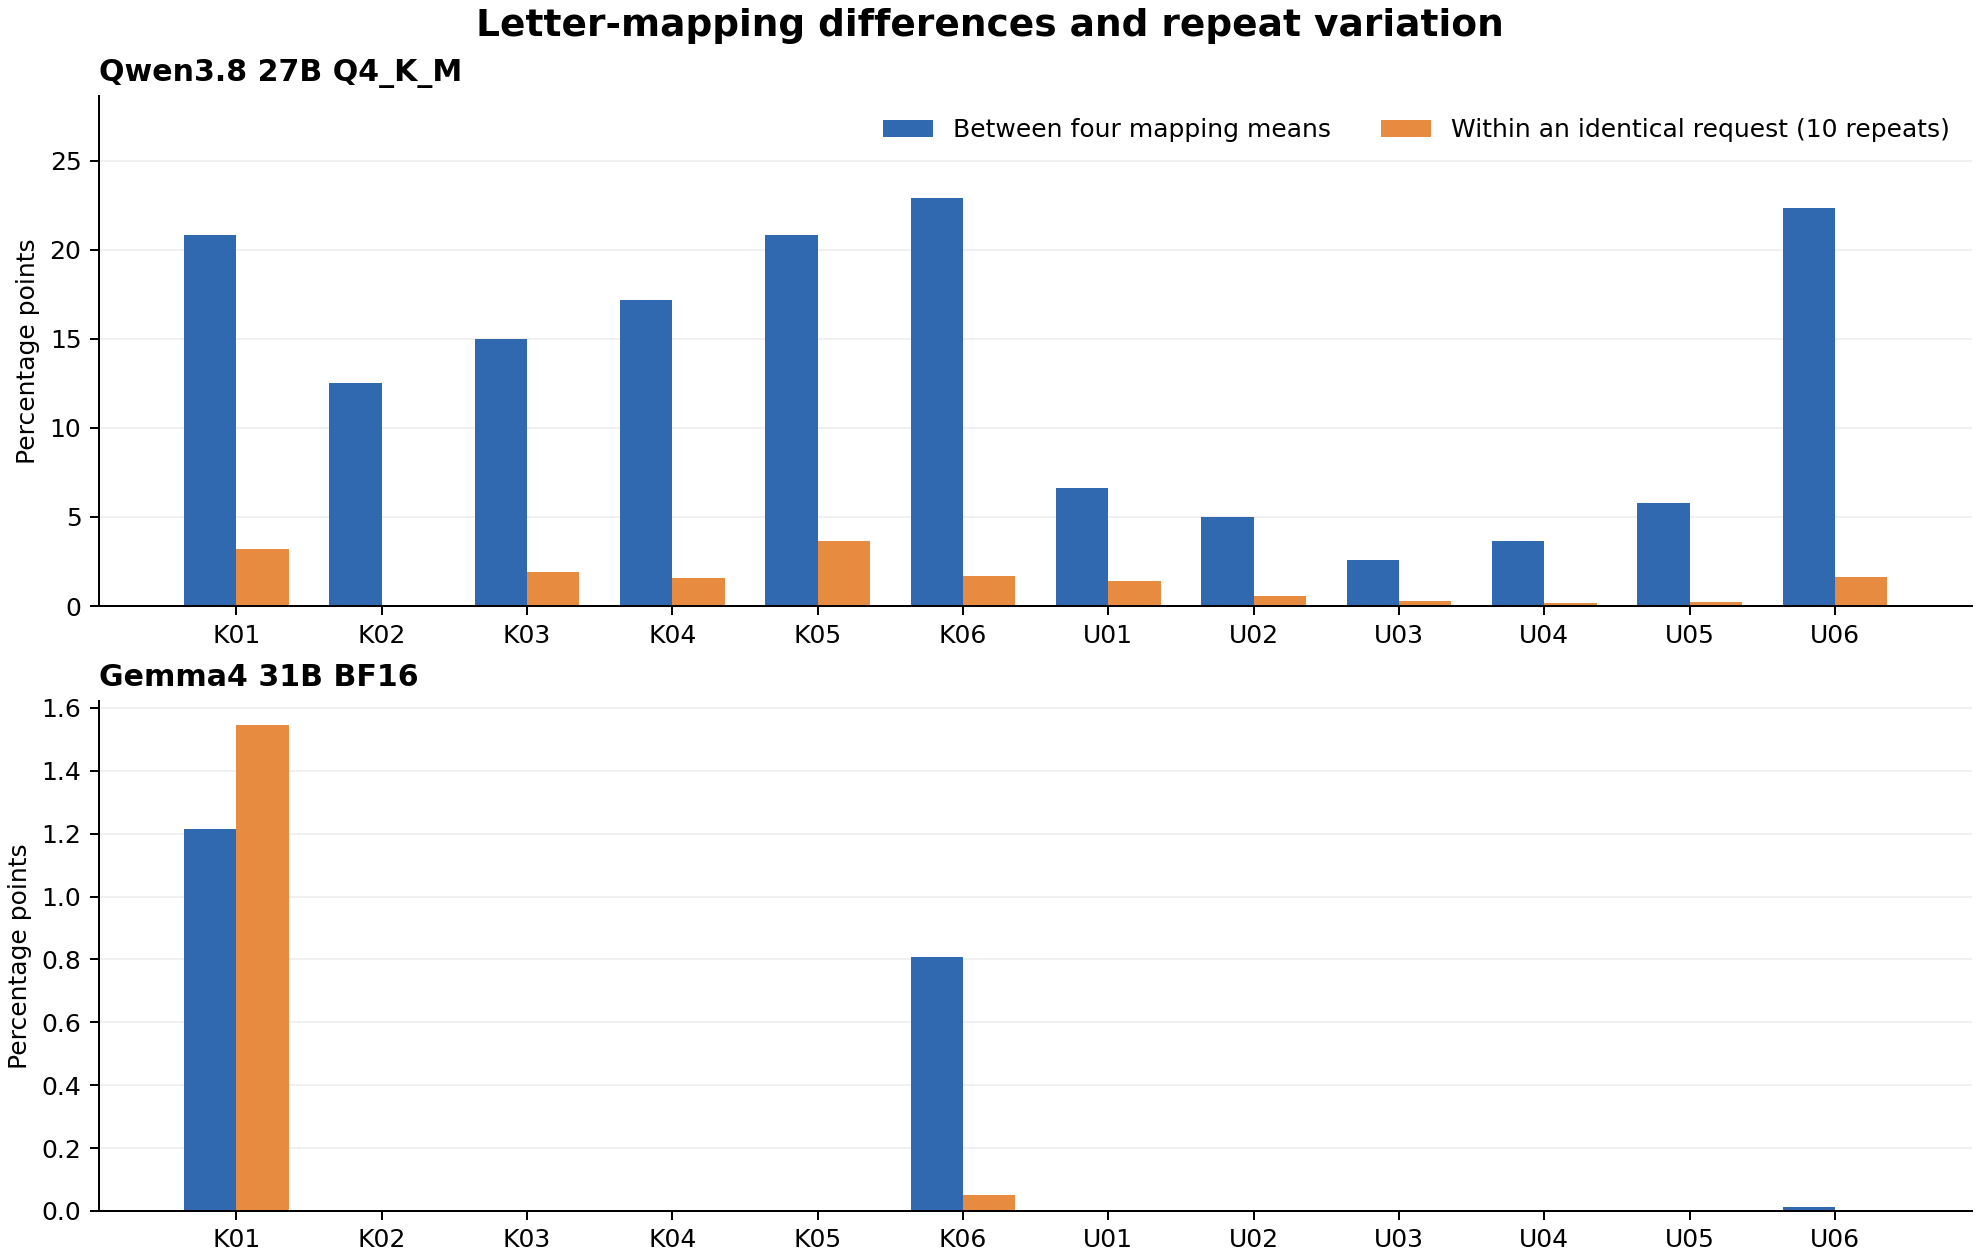 Letter-mapping differences and repeat variation
Qwen3.8 27B Q4_K_M
Between four mapping means
Within an identical request (10 repeats)
Percentage points
25
20
15
10
5
0
K01 K02 K03 K04 K05 K06 U01 U02 U03 U04 U05 U06
Gemma4 31B BF16
Percentage points
1.6
1.4
1.2
1.0
0.8
0.6
0.4
0.2
0.0
K01 K02 K03 K04 K05 K06 U01 U02 U03 U04 U05 U06